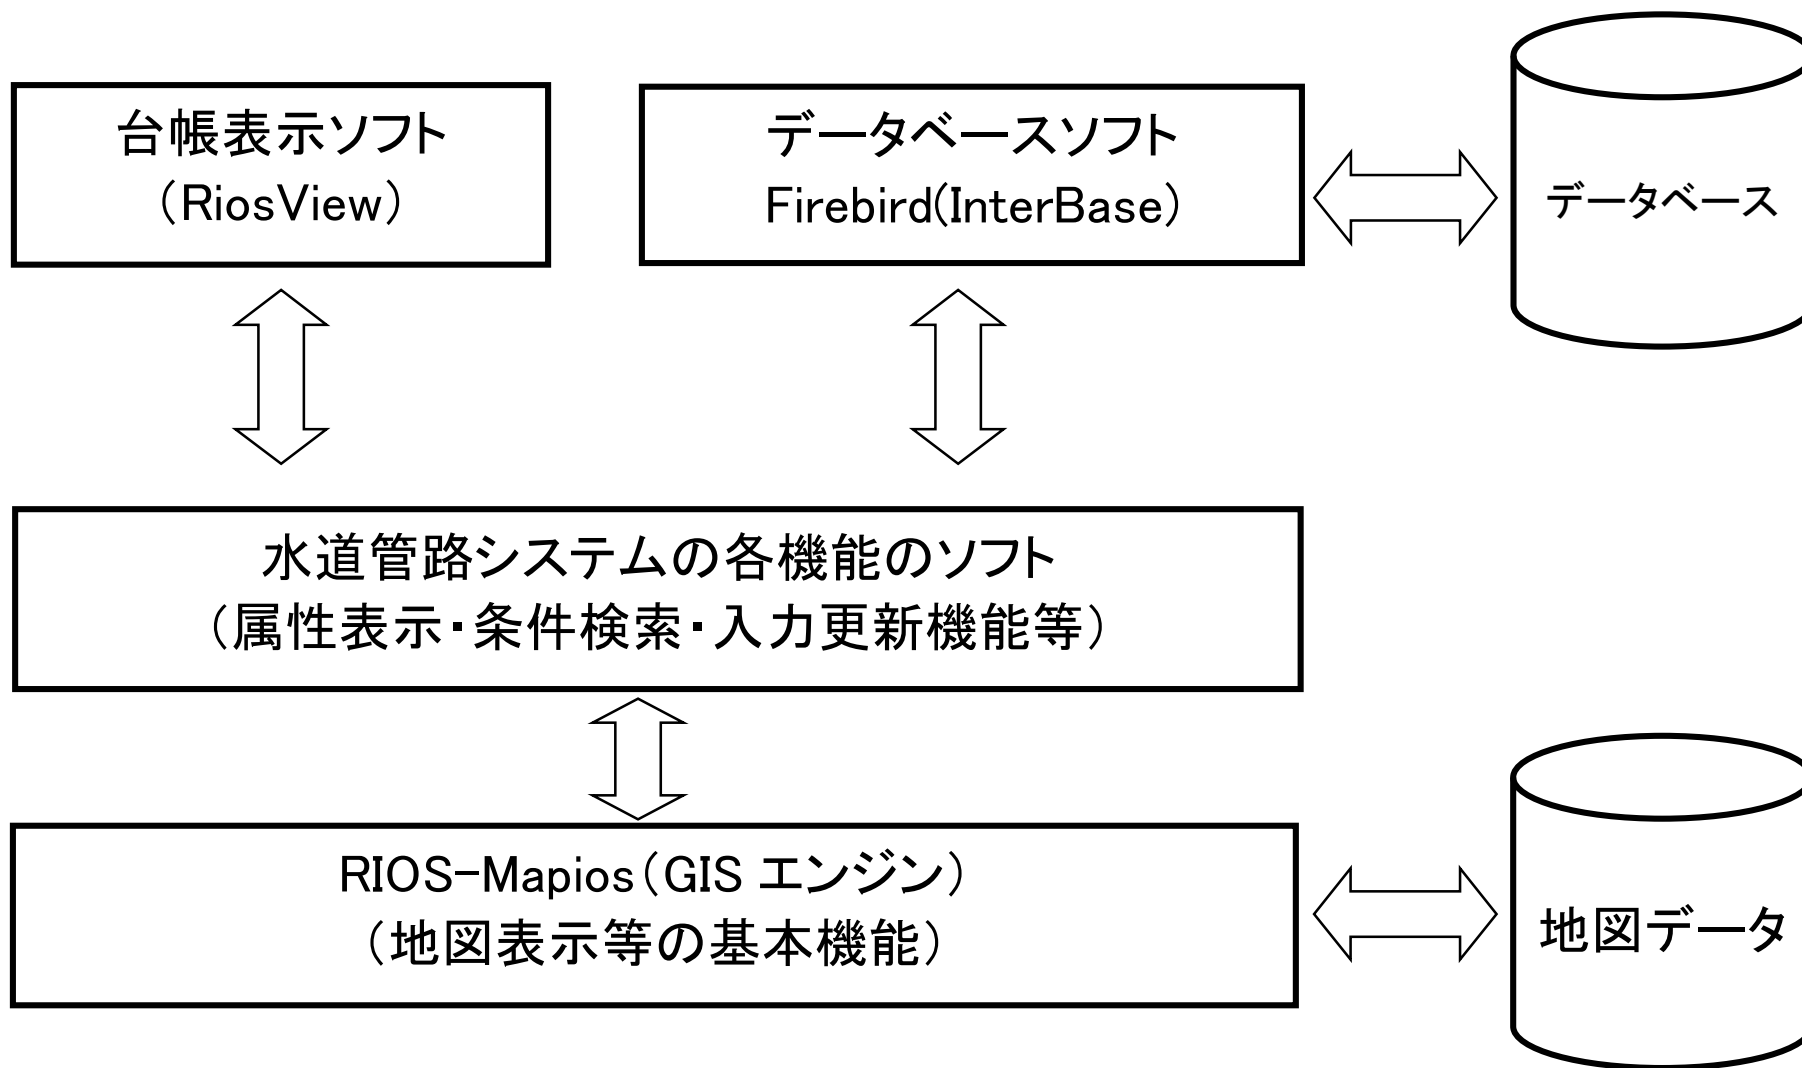 台帳表示ソフト
（RiosView）
データベースソフト
Firebird(InterBase)
データベース
水道管路システムの各機能のソフト
（属性表示・条件検索・入力更新機能等）
RIOS-Mapios（GIS エンジン）
（地図表示等の基本機能）
地図データ